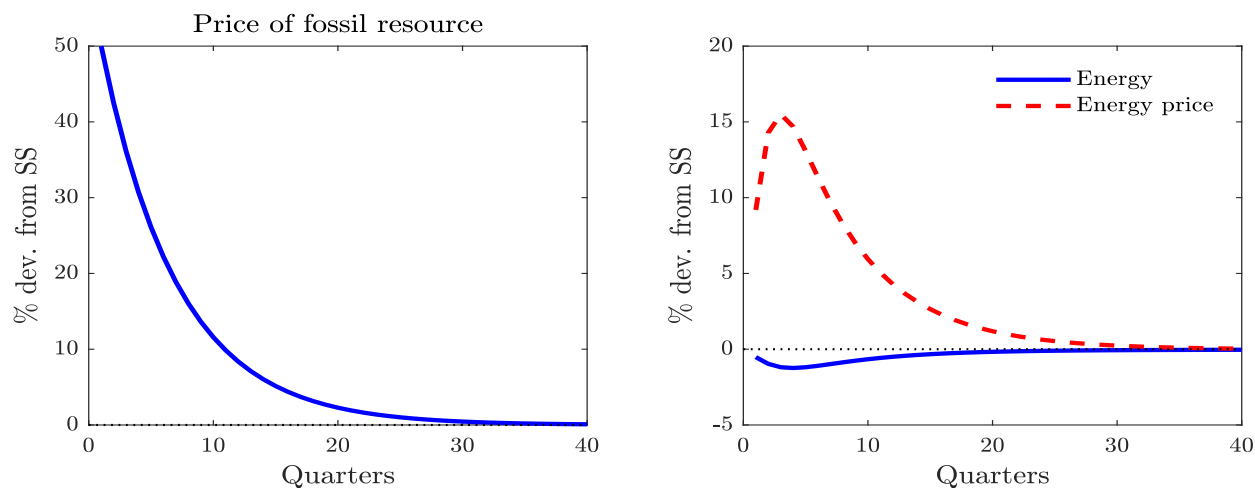 Price of fossil resource
% dev. from SS
50
40
30
20
10
0
0 10 20 30 40
Quarters
% dev. from SS
20
15
10
5
0
-5
Energy
Energy price
0 10 20 30 40
Quarters